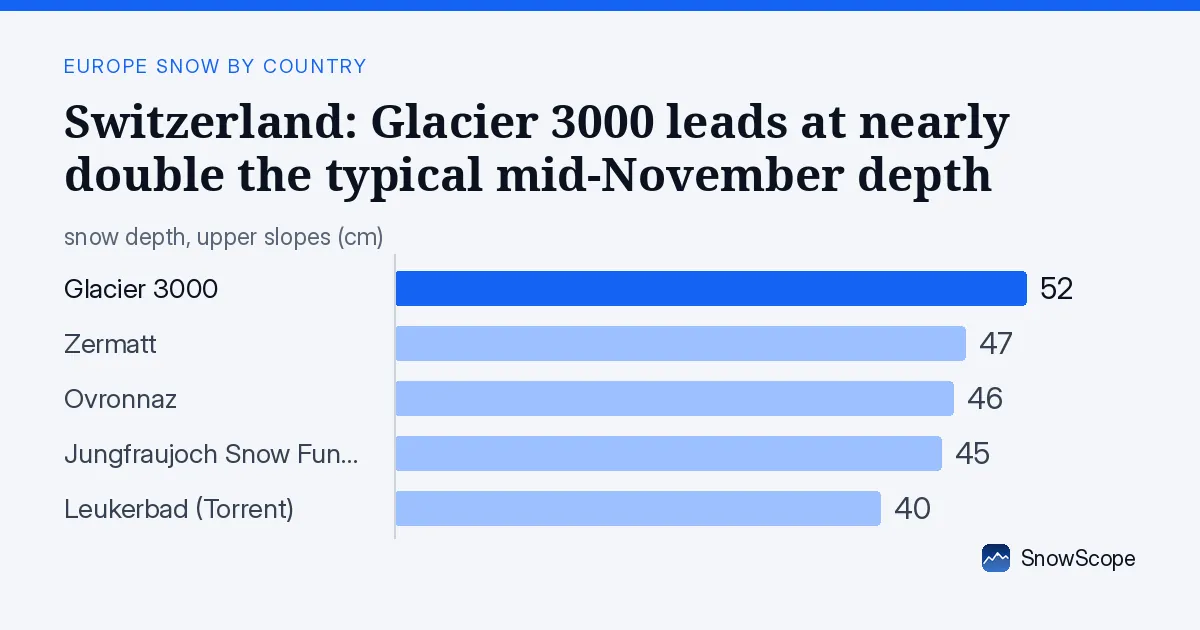 EUROPE SNOW BY COUNTRY
Switzerland: Glacier 3000 leads at nearly
double the typical mid-November depth
snow depth, upper slopes (cm)
Glacier 3000 52
Zermatt 47
Ovronnaz 46
Jungfraujoch Snow Fun... 45
Leukerbad (Torrent) 40
SnowScope